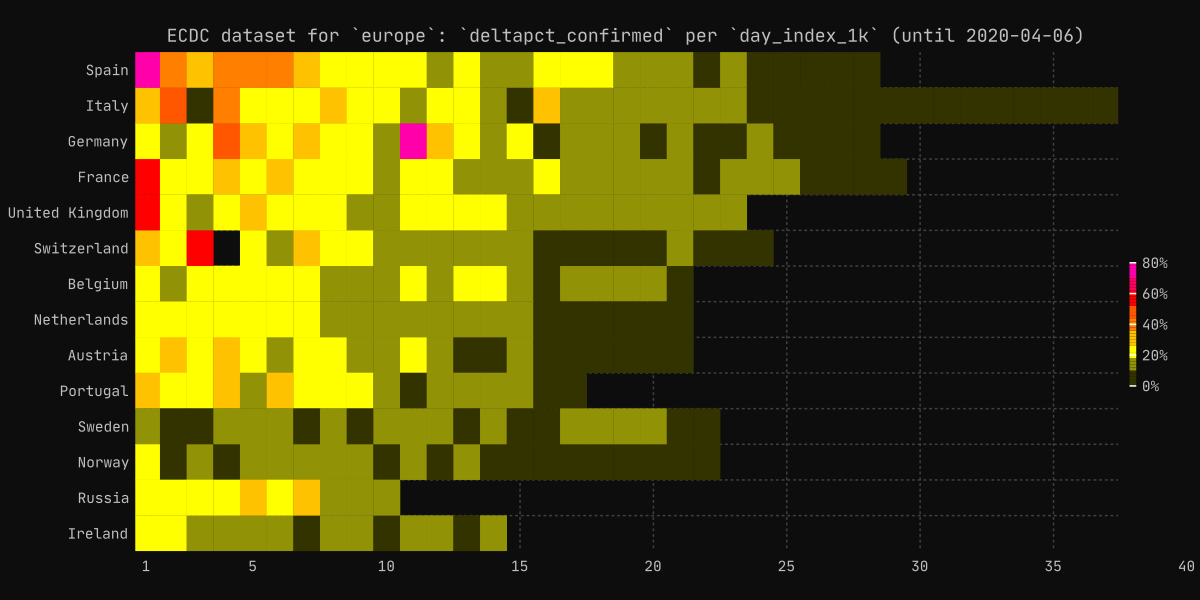 ECDC dataset for `europe`: `deltapct_confirmed` per `day_index_1k` (until 2020-04-06)
Spain
Italy
Germany
France
United Kingdom
Switzerland
Belgium
Netherlands
Austria
Portugal
Sweden
Norway
Russia
Ireland
80%
60%
40%
20%
0%
1 5 10 15 20 25 30 35 40